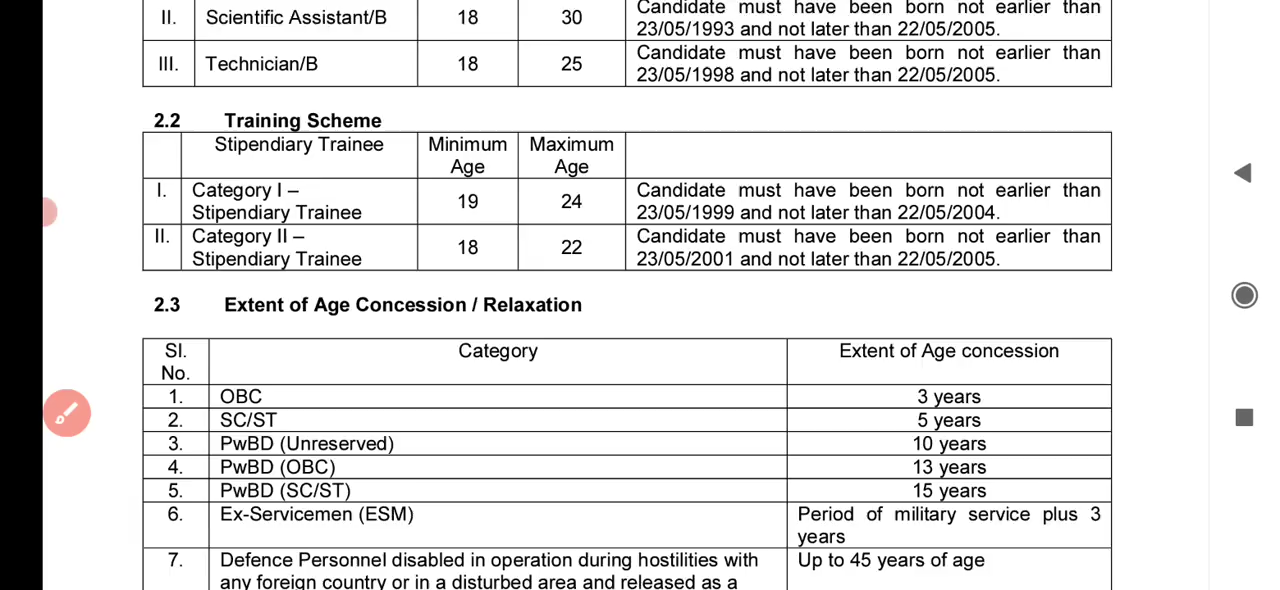 II. Scientific Assistant/B 18 30 Candidate must have been born not earlier than
23/05/1993 and not later than 22/05/2005.
III. Technician/B 18 25 Candidate must have been born not earlier than
23/05/1998 and not later than 22/05/2005.
2.2 Training Scheme
Stipendiary Trainee Minimum Maximum
Age Age
I. Category I – 19 24 Candidate must have been born not earlier than
Stipendiary Trainee 23/05/1999 and not later than 22/05/2004.
II. Category II – 18 22 Candidate must have been born not earlier than
Stipendiary Trainee 23/05/2001 and not later than 22/05/2005.
2.3 Extent of Age Concession / Relaxation
Sl. Category Extent of Age concession
No.
1. OBC 3 years
2. SC/ST 5 years
3. PwBD (Unreserved) 10 years
4. PwBD (OBC) 13 years
5. PwBD (SC/ST) 15 years
6. Ex-Servicemen (ESM) Period of military service plus 3
years
7. Defence Personnel disabled in operation during hostilities with Up to 45 years of age
any foreign country or in a disturbed area and released as a